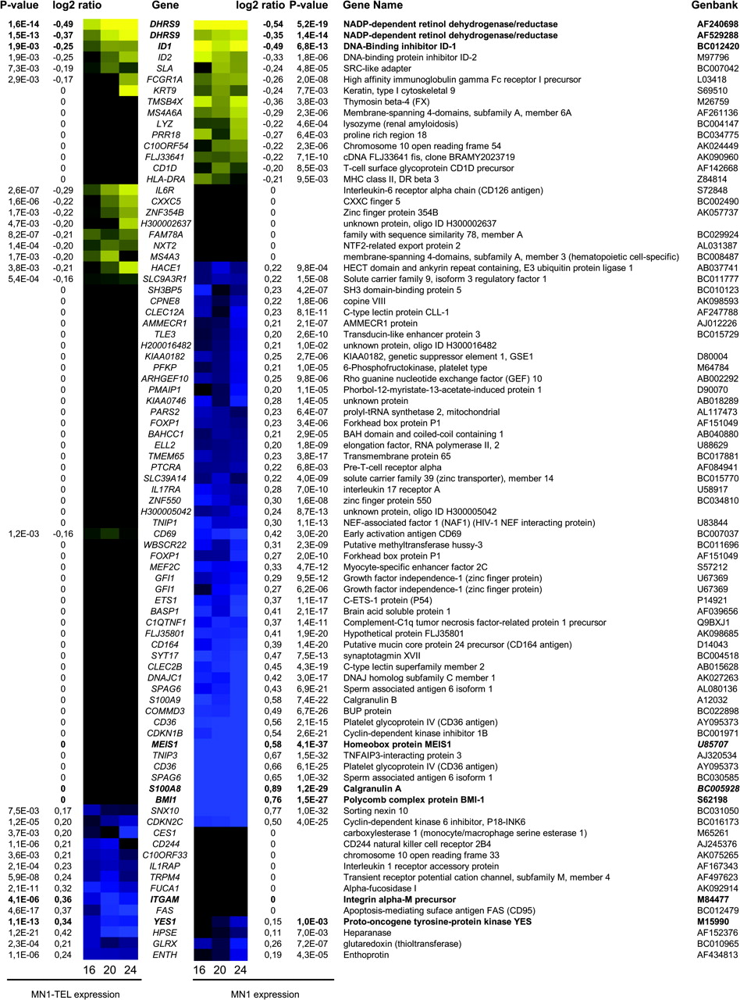 P-value log2 ratio Gene log2 ratio P-value Gene Name Genbank
1,6E-14 -0,49 DHRS9 -0,54 5,2E-19 NADP-dependent retinol dehydrogenase/reductase AF240698
1,5E-13 -0,37 DHRS9 -0,35 1,4E-14 NADP-dependent retinol dehydrogenase/reductase AF529288
1,9E-03 -0,25 ID1 -0,49 6,8E-13 DNA-Binding inhibitor ID-1 BC012420
1,9E-03 -0,25 ID2 -0,33 1,8E-06 DNA-binding protein inhibitor ID-2 M97796
7,3E-03 -0,19 SLA -0,24 4,8E-05 SRC-like adapter BC007042
2,9E-03 -0,17 FCGR1A -0,26 2,0E-08 High affinity immunoglobulin gamma Fc receptor I precursor L03418
0 KRT9 -0,24 7,7E-03 Keratin, type I cytoskeletal 9 S69510
0 TMSB4X -0,36 3,8E-03 Thymosin beta-4 (FX) M26759
0 MS4A6A -0,29 2,3E-06 Membrane-spanning 4-domains, subfamily A, member 6A AF261136
0 LYZ -0,22 4,6E-04 lysozyme (renal amyloidosis) BC004147
0 PRR18 -0,27 6,4E-03 proline rich region 18 BC034775
0 C10ORF54 -0,22 2,3E-06 Chromosome 10 open reading frame 54 AK024449
0 FLJ33641 -0,22 7,1E-10 cDNA FLJ33641 fis, clone BRAMY2023719 AK090960
0 CD1D -0,20 8,5E-03 T-cell surface glycoprotein CD1D precursor AF142668
0 HLA-DRA -0,21 9,5E-03 MHC class II, DR beta 3 Z84814
2,6E-07 -0,29 IL6R 0 Interleukin-6 receptor alpha chain (CD126 antigen) S72848
1,6E-06 -0,22 CXXC5 0 CXXC finger 5 BC002490
1,7E-03 -0,22 ZNF354B 0 Zinc finger protein 354B AK057737
4,7E-03 -0,20 H300002637 0 unknown protein, oligo ID H300002637
8,2E-07 -0,21 FAM78A 0 family with sequence similarity 78, member A BC029924
1,4E-04 -0,20 NXT2 0 NTF2-related export protein 2 AL031387
1,7E-03 -0,20 MS4A3 0 membrane-spanning 4-domains, subfamily A, member 3 (hematopoietic cell-specific) BC008487
3,8E-03 -0,21 HACE1 0,22 9,8E-04 HECT domain and ankyrin repeat containing, E3 ubiquitin protein ligase 1 AB037741
5,4E-04 -0,16 SLC9A3R1 0,22 1,5E-08 Solute carrier family 9, isoform 3 regulatory factor 1 BC011777
0 SH3BP5 0,23 4,2E-07 SH3 domain-binding protein 5 BC010123
0 CPNE8 0,22 1,8E-06 copine VIII AK098593
0 CLEC12A 0,23 8,1E-11 C-type lectin protein CLL-1 AF247788
0 AMMECR1 0,21 2,1E-07 AMMECR1 protein AJ012226
0 TLE3 0,20 2,6E-10 Transducin-like enhancer protein 3 BC015729
0 H200016482 0,21 1,0E-02 unknown protein, oligo ID H300016482
0 KIAA0182 0,25 2,7E-06 KIAA0182, genetic suppressor element 1, GSE1 D80004
0 PFKP 0,21 1,0E-05 6-Phosphofructokinase, platelet type M64784
0 ARHGEF10 0,25 9,8E-06 Rho guanine nucleotide exchange factor (GEF) 10 AB002292
0 PMAIP1 0,20 1,1E-05 Phorbol-12-myristate-13-acetate-induced protein 1 D90070
0 KIAA0746 0,28 1,4E-05 unknown protein AB018289
0 PARS2 0,23 6,4E-07 prolyl-tRNA synthetase 2, mitochondrial AL117473
0 FOXP1 0,23 3,4E-06 Forkhead box protein P1 AF151049
0 BAHCC1 0,21 2,9E-05 BAH domain and coiled-coil containing 1 AB040880
0 ELL2 0,20 1,8E-09 elongation factor, RNA polymerase II, 2 U88629
0 TMEM65 0,23 3,8E-17 Transmembrane protein 65 BC017881
0 PTCRA 0,22 6,8E-03 Pre-T-cell receptor alpha AF084941
0 SLC39A14 0,22 4,0E-09 solute carrier family 39 (zinc transporter), member 14 BC015770
0 IL17RA 0,28 7,0E-10 interleukin 17 receptor A U58917
0 ZNF550 0,30 1,6E-08 zinc finger protein 550 BC034810
0 H300005042 0,24 8,7E-13 unknown protein, oligo ID H300005042
0 TNIP1 0,30 1,1E-13 NEF-associated factor 1 (NAF1) (HIV-1 NEF interacting protein) U83844
1,2E-03 -0,16 CD69 0,42 3,0E-20 Early activation antigen CD69 BC007037
0 WBSCR22 0,31 2,3E-09 Putative methyltransferase hussy-3 BC011696
0 FOXP1 0,27 2,0E-10 Forkhead box protein P1 AF151049
0 MEF2C 0,33 4,7E-12 Myocyte-specific enhancer factor 2C S57212
0 GFI1 0,29 9,5E-12 Growth factor independence-1 (zinc finger protein) U67369
0 GFI1 0,27 6,2E-06 Growth factor independence-1 (zinc finger protein) U67369
0 ETS1 0,37 1,1E-17 C-ETS-1 protein (P54) P14921
0 BASP1 0,41 2,1E-17 Brain acid soluble protein 1 AF039656
0 C1QTNF1 0,37 1,4E-11 Complement-C1q tumor necrosis factor-related protein 1 precursor Q9BXJ1
0 FLJ35801 0,41 1,9E-20 Hypothetical protein FLJ35801 AK098685
0 CD164 0,39 1,4E-20 Putative mucin core protein 24 precursor (CD164 antigen) D14043
0 SYT17 0,47 7,5E-13 synaptotagmin XVII BC004518
0 CLEC2B 0,45 4,3E-19 C-type lectin superfamily member 2 AB015628
0 DNAJC1 0,42 3,0E-17 DNAJ homolog subfamily C member 1 AK027263
0 SPAG6 0,43 6,9E-21 Sperm associated antigen 6 isoform 1 AL080136
0 S100A9 0,58 7,4E-22 Calgranulin B A12032
0 COMMD3 0,49 6,7E-26 BUP protein BC022898
0 CD36 0,56 2,1E-15 Platelet glycoprotein IV (CD36 antigen) AY095373
0 CDKN1B 0,54 2,6E-21 Cyclin-dependent kinase inhibitor 1B BC001971
0 MEIS1 0,58 4,1E-37 Homeobox protein MEIS1 U85707
0 TNIP3 0,67 1,5E-32 TNFAIP3-interacting protein 3 AJ320534
0 CD36 0,66 6,1E-25 Platelet glycoprotein IV (CD36 antigen) AY095373
0 SPAG6 0,65 1,0E-32 Sperm associated antigen 6 isoform 1 BC030585
0 S100A8 0,89 1,2E-29 Calgranulin A BC005928
0 BMI1 0,76 1,5E-27 Polycomb complex protein BMI-1 S62198
7,5E-03 0,17 SNX10 0,77 1,0E-32 Sorting nexin 10 BC031050
1,2E-05 0,20 CDKN2C 0,50 4,0E-25 Cyclin-dependent kinase 6 inhibitor, P18-INK6 BC016173
3,7E-03 0,20 CES1 0 carboxylesterase 1 (monocyte/macrophage serine esterase 1) M65261
1,1E-06 0,21 CD244 0 CD244 natural killer cell receptor 2B4 AJ245376
3,6E-03 0,21 C10ORF33 0 chromosome 10 open reading frame 33 AK075265
2,1E-04 0,23 IL1RAP 0 Interleukin 1 receptor accessory protein AF167343
5,9E-08 0,24 TRPM4 0 Transient receptor potential cation channel, subfamily M, member 4 AF497623
2,1E-11 0,32 FUCA1 0 Alpha-fucosidase I AK092914
4,1E-06 0,36 ITGAM 0 Integrin alpha-M precursor M84477
4,6E-17 0,37 FAS 0 Apoptosis-mediating suface antigen FAS (CD95) BC012479
1,1E-13 0,34 YES1 0,15 1,0E-03 Proto-oncogene tyrosine-protein kinase YES M15990
1,2E-21 0,42 HPSE 0,11 7,0E-03 Heparanase AF152376
2,3E-04 0,21 GLRX 0,26 7,2E-07 glutaredoxin (thioltransferase) BC010965
1,1E-06 0,24 ENTH 0,19 4,3E-05 Enthoprotin AF434813
16 20 24 16 20 24
MN1-TEL expression MN1 expression